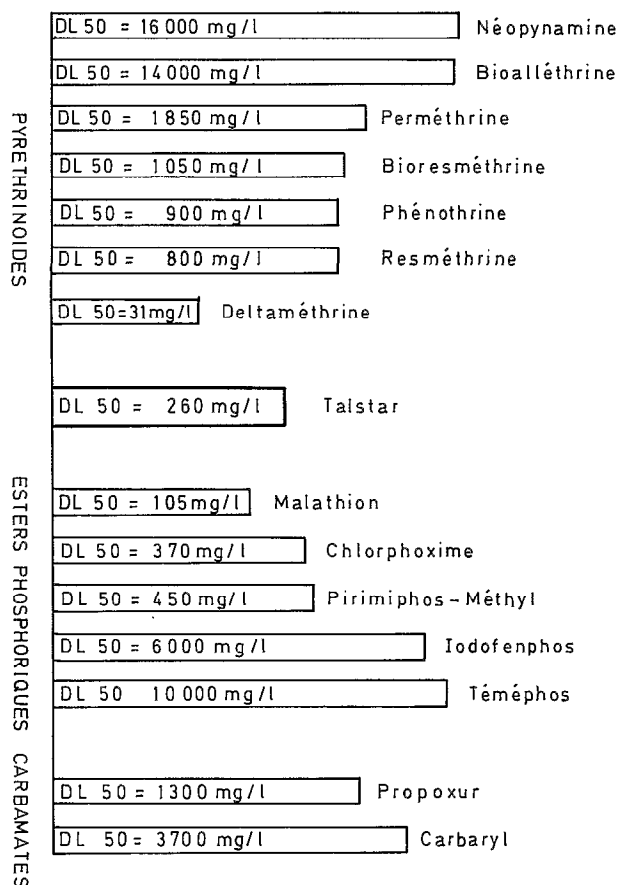 DL 50 = 16 000 mg/l Néopynamine
DL 50 = 14 000 mg/l Bioalléthrine
DL 50 = 1850 mg/l Perméthrine
DL 50 = 1050 mg/l Bioresméthrine
DL 50 = 900 mg/l Phénothrine
DL 50 = 800 mg/l Resméthrine
DL 50=31mg/l Deltaméthrine
PYRETHRINOIDES
DL 50 = 260 mg/l Talstar
DL 50 = 105mg/l Malathion
DL 50 = 370 mg/l Chlorphoxime
DL 50 = 450 mg/l Pirimiphos-Méthyl
DL 50 = 6000 mg/l Iodofenphos
DL 50 10 000 mg/l Téméphos
ESTERS PHOSPHORIQUES
DL 50 = 1300 mg/l Propoxur
DL 50 = 3700 mg/l Carbaryl
CARBAMATES